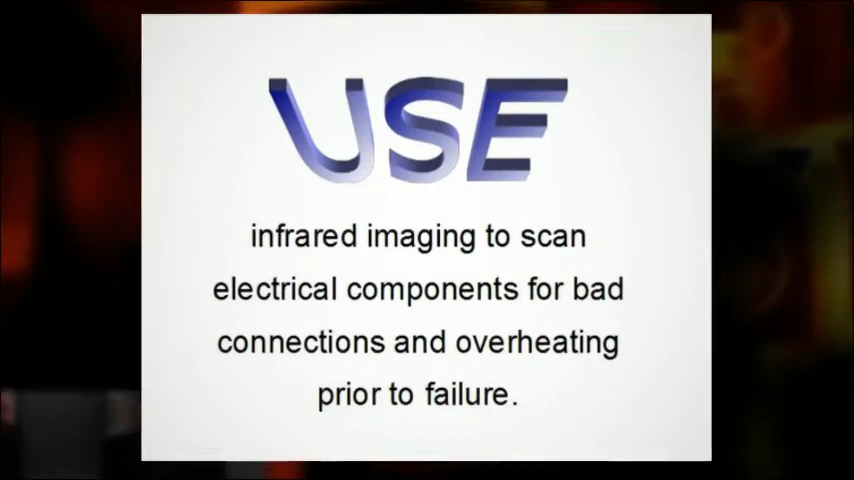 USE
infrared imaging to scan
electrical components for bad
connections and overheating
prior to failure.